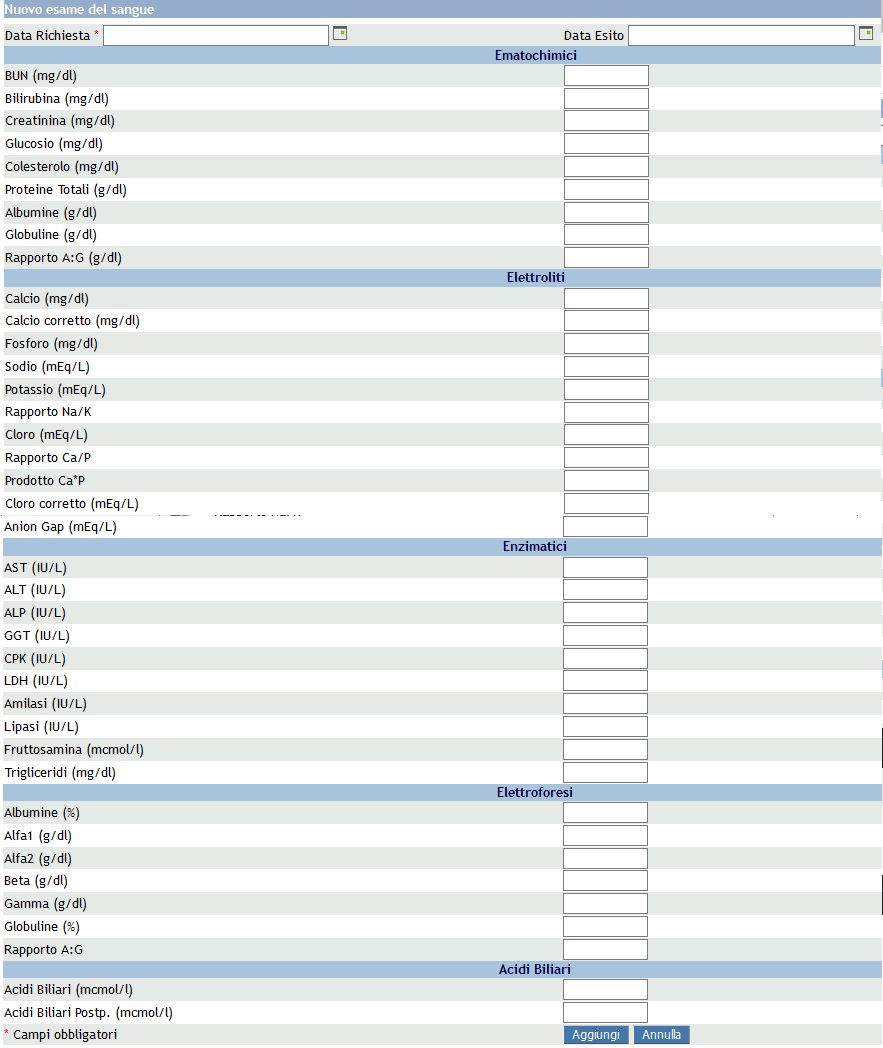 Nuovo esame del sangue
Data Richiesta * Data Esito
Ematochimici
BUN (mg/dl)
Bilirubina (mg/dl)
Creatinina (mg/dl)
Glucosio (mg/dl)
Colesterolo (mg/dl)
Proteine Totali (g/dl)
Albumine (g/dl)
Globuline (g/dl)
Rapporto A:G (g/dl)
Elettroliti
Calcio (mg/dl)
Calcio corretto (mg/dl)
Fosforo (mg/dl)
Sodio (mEq/L)
Potassio (mEq/L)
Rapporto Na/K
Cloro (mEq/L)
Rapporto Ca/P
Prodotto Ca*P
Cloro corretto (mEq/L)
Anion Gap (mEq/L)
Enzimatici
AST (IU/L)
ALT (IU/L)
ALP (IU/L)
GGT (IU/L)
CPK (IU/L)
LDH (IU/L)
Amilasi (IU/L)
Lipasi (IU/L)
Fruttosamina (mcmol/l)
Trigliceridi (mg/dl)
Elettroforesi
Albumine (%)
Alfa1 (g/dl)
Alfa2 (g/dl)
Beta (g/dl)
Gamma (g/dl)
Globuline (%)
Rapporto A:G
Acidi Biliari
Acidi Biliari (mcmol/l)
Acidi Biliari Postp. (mcmol/l)
* Campi obbligatori Aggiungi Annulla